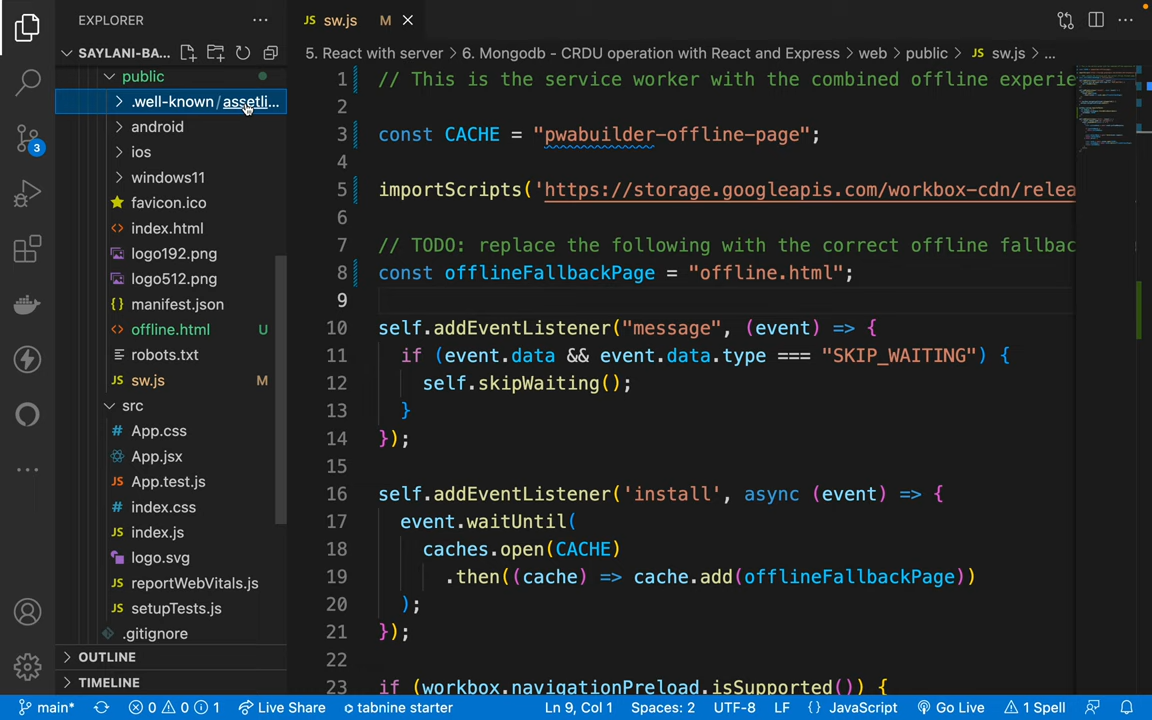 EXPLORER
SAYLANI-BA...
public
.well-known / assetli...
android
ios
windows11
favicon.ico
index.html
logo192.png
logo512.png
manifest.json
offline.html U
robots.txt
sw.js M
src
App.css
App.jsx
App.test.js
index.css
index.js
logo.svg
reportWebVitals.js
setupTests.js
.gitignore
OUTLINE
TIMELINE
3
JS sw.js M
5. React with server > 6. Mongodb - CRDU operation with React and Express > web > public > JS sw.js > ...
1 // This is the service worker with the combined offline experie
2
3 const CACHE = "pwabuilder-offline-page";
4
5 importScripts('https://storage.googleapis.com/workbox-cdn/relea
6
7 // TODO: replace the following with the correct offline fallbac
8 const offlineFallbackPage = "offline.html";
9
10 self.addEventListener("message", (event) => {
11 if (event.data && event.data.type === "SKIP_WAITING") {
12 self.skipWaiting();
13 }
14 });
15
16 self.addEventListener('install', async (event) => {
17 event.waitUntil(
18 caches.open(CACHE)
19 .then((cache) => cache.add(offlineFallbackPage))
20 );
21 });
22
23 if (workbox.navigationPreload.isSupported()) {
main* 0 0 1 Live Share tabnine starter Ln 9, Col 1 Spaces: 2 UTF-8 LF {} JavaScript Go Live 1 Spell